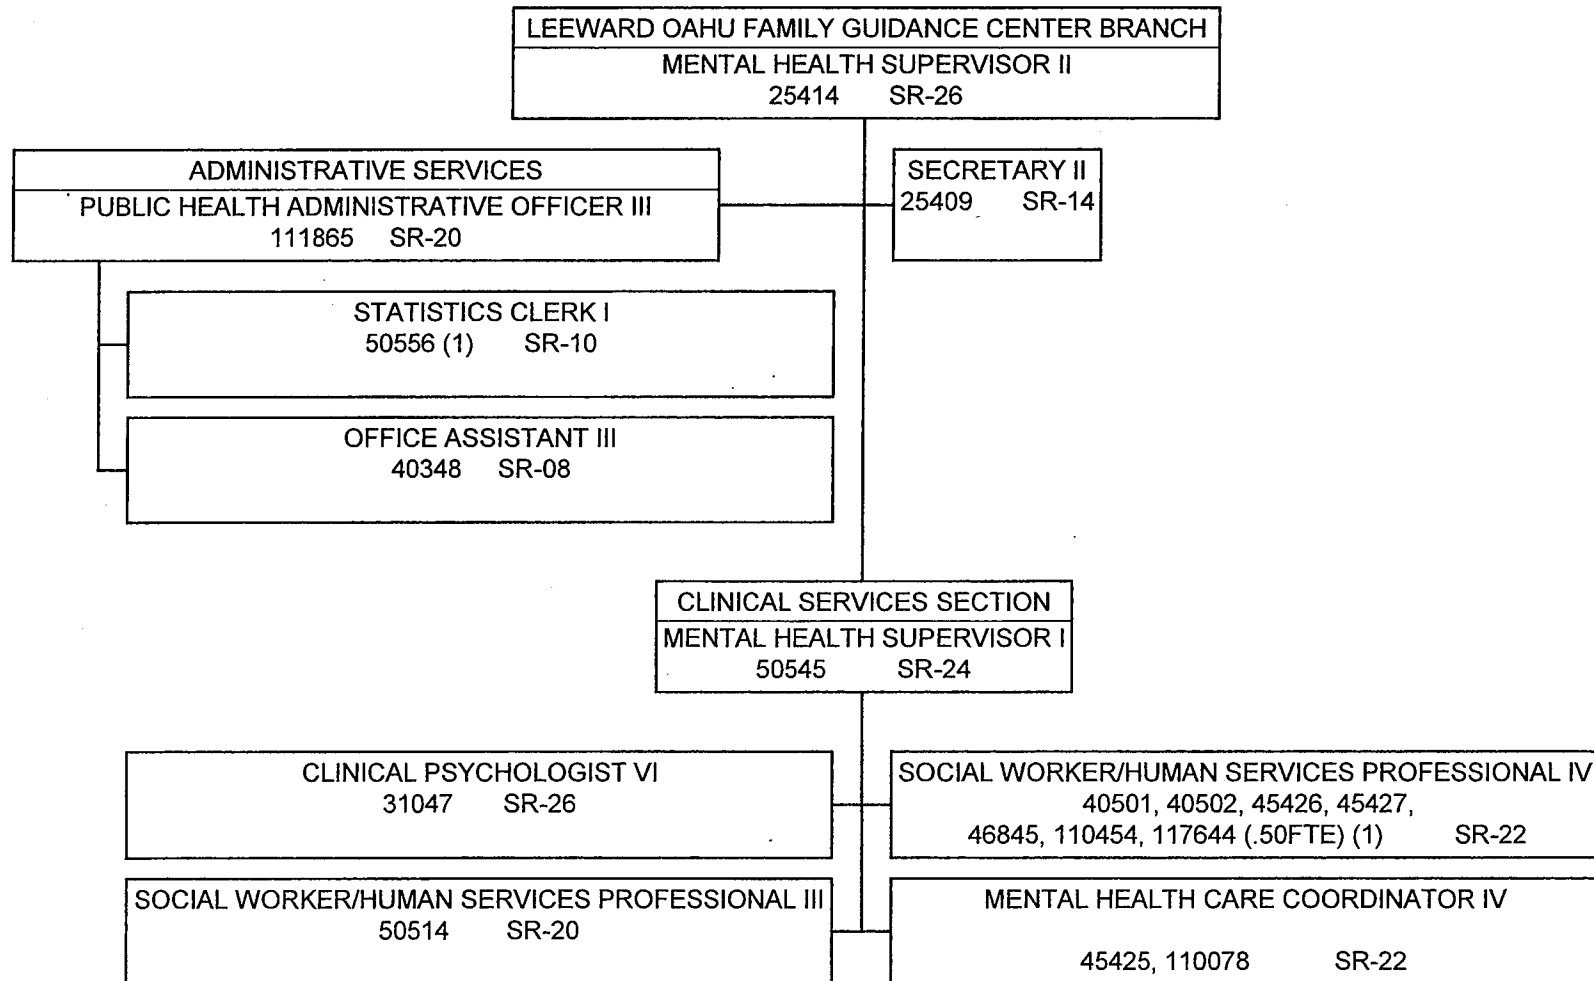 LEEWARD OAHU FAMILY GUIDANCE CENTER BRANCH
MENTAL HEALTH SUPERVISOR II
25414 SR-26
ADMINISTRATIVE SERVICES
PUBLIC HEALTH ADMINISTRATIVE OFFICER III
111865 SR-20
SECRETARY II
25409 SR-14
STATISTICS CLERK I
50556 (1) SR-10
OFFICE ASSISTANT III
40348 SR-08
CLINICAL SERVICES SECTION
MENTAL HEALTH SUPERVISOR I
50545 SR-24
CLINICAL PSYCHOLOGIST VI
31047 SR-26
SOCIAL WORKER/HUMAN SERVICES PROFESSIONAL IV
40501, 40502, 45426, 45427,
46845, 110454, 117644 (.50FTE) (1) SR-22
SOCIAL WORKER/HUMAN SERVICES PROFESSIONAL III
50514 SR-20
MENTAL HEALTH CARE COORDINATOR IV
45425, 110078 SR-22